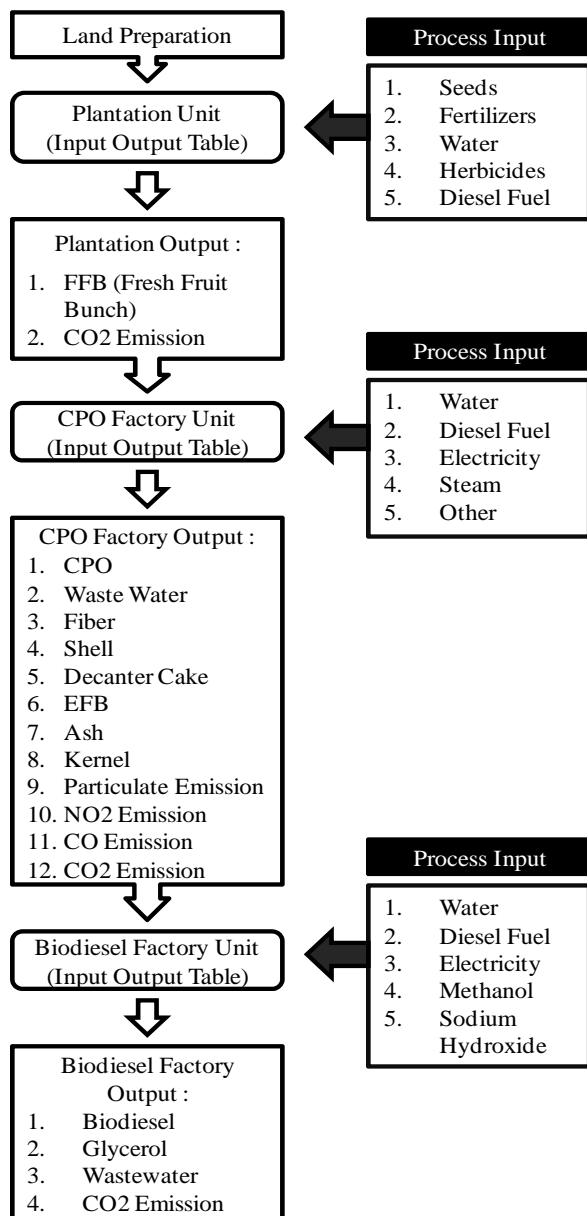 Land Preparation
Process Input
Plantation Unit
(Input Output Table)
1. Seeds
2. Fertilizers
3. Water
4. Herbicides
5. Diesel Fuel
Plantation Output :
1. FFB (Fresh Fruit
Bunch)
2. CO2 Emission
Process Input
CPO Factory Unit
(Input Output Table)
1. Water
2. Diesel Fuel
3. Electricity
4. Steam
5. Other
CPO Factory Output :
1. CPO
2. Waste Water
3. Fiber
4. Shell
5. Decanter Cake
6. EFB
7. Ash
8. Kernel
9. Particulate Emission
10. NO2 Emission
11. CO Emission
12. CO2 Emission
Process Input
Biodiesel Factory Unit
(Input Output Table)
1. Water
2. Diesel Fuel
3. Electricity
4. Methanol
5. Sodium
Hydroxide
Biodiesel Factory
Output :
1. Biodiesel
2. Glycerol
3. Wastewater
4. CO2 Emission